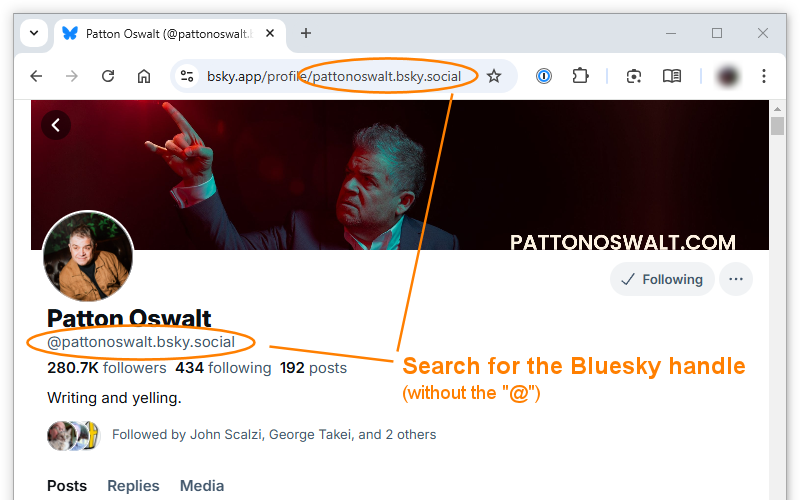 Patton Oswalt (@pattonoswalt.
bsky.app/profile/pattonoswalt.bsky.social
PATTONOSWALT.COM
Following
Patton Oswalt
@pattonoswalt.bsky.social
280.7K followers 434 following 192 posts
Search for the Bluesky handle
(without the "@")
Writing and yelling.
Followed by John Scalzi, George Takei, and 2 others
Posts Replies Media